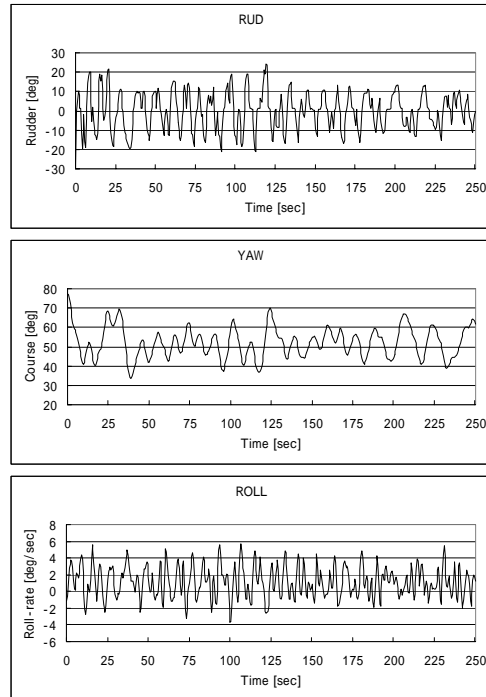 RUD
30
20
10
0
-10
-20
-30
Rudder [deg]
0 25 50 75 100 125 150 175 200 225 250
Time [sec]
YAW
80
70
60
50
40
30
20
Course [deg]
0 25 50 75 100 125 150 175 200 225 250
Time [sec]
ROLL
8
6
4
2
0
-2
-4
-6
Roll-rate [deg/sec]
0 25 50 75 100 125 150 175 200 225 250
Time [sec]